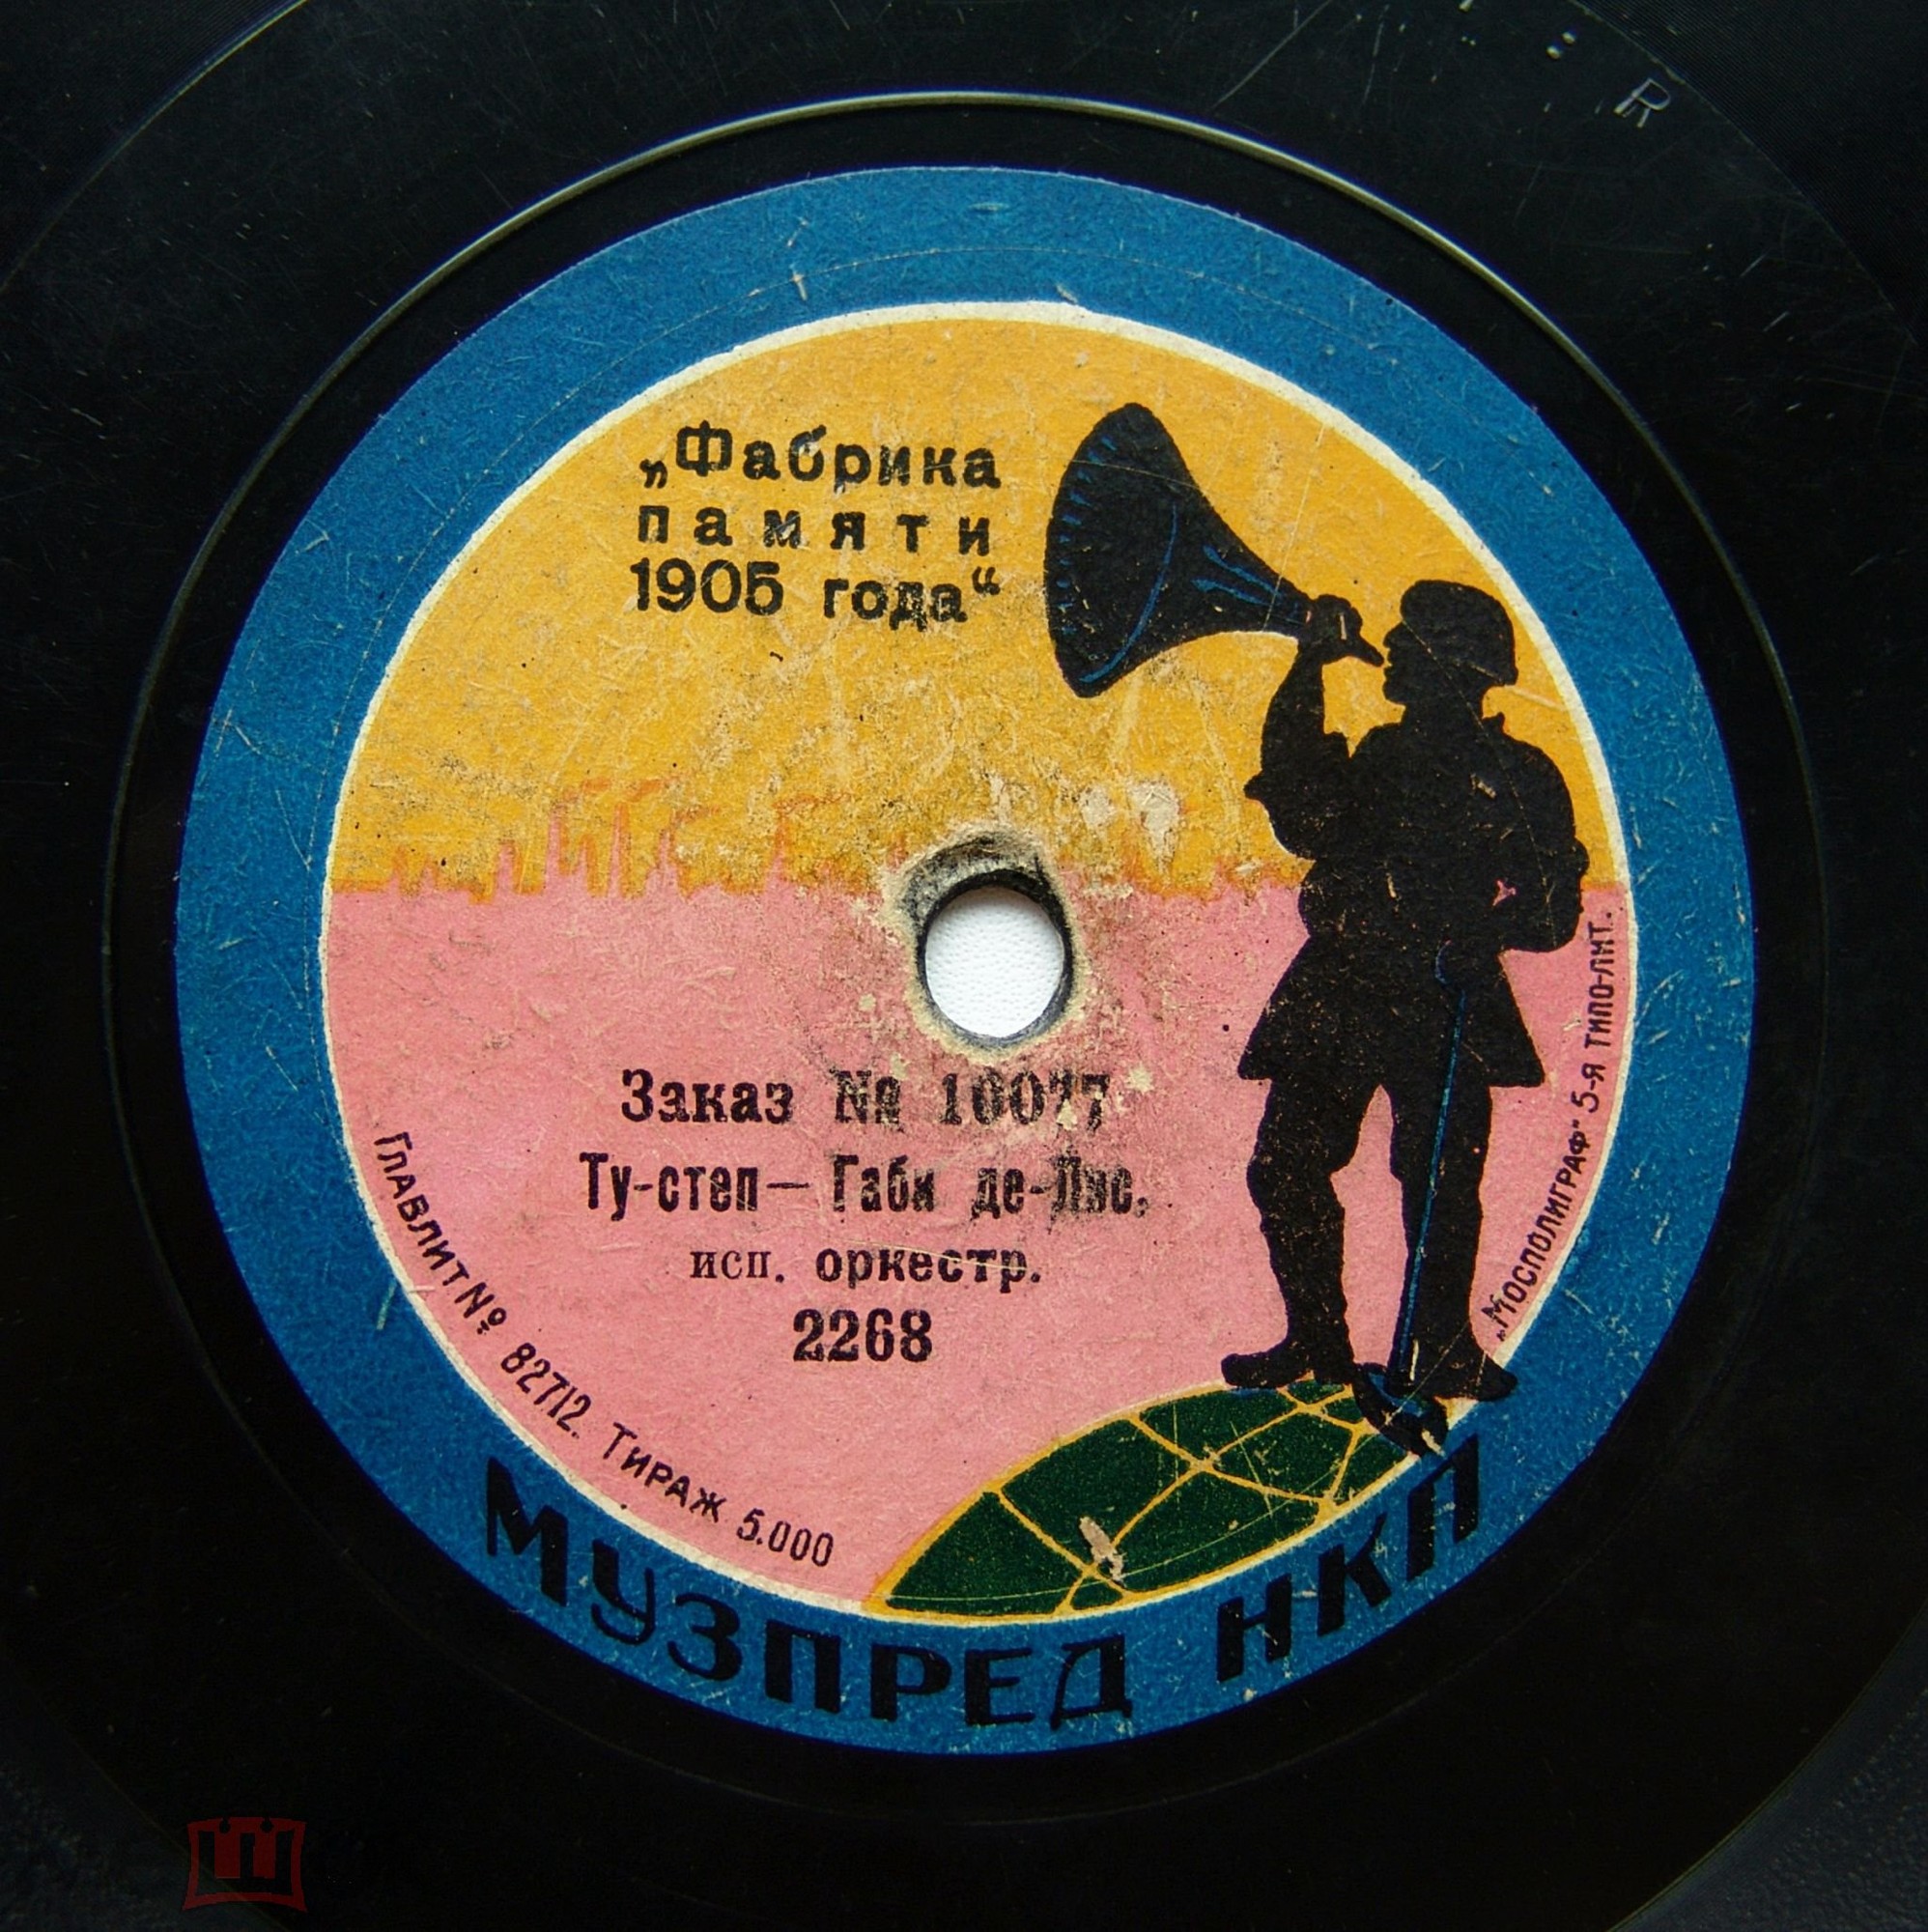 „Фабрика
памяти
1905 года“
Заказ № 10077
Ту-степ— Габи де-Лис,
исп. оркестр.
2268
Главлит № 82712. Тираж 5.000
„Мосполиграф“ 5-я типо-лит.
МУЗПРЕД НКП
R